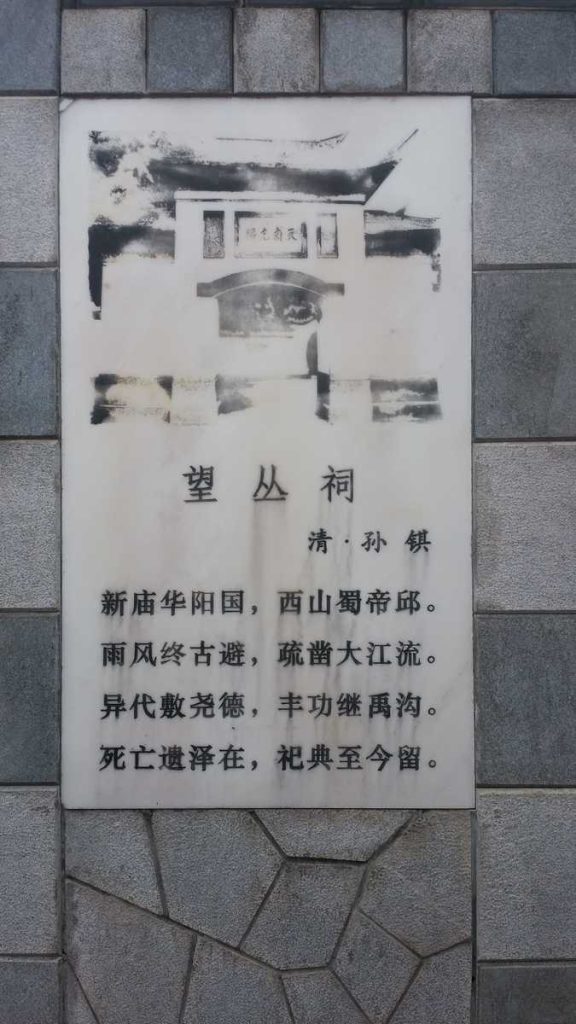 望丛祠
清·孙锞
新庙华阳国，西山蜀帝邱。
雨风终古避，疏凿大江流。
异代敷尧德，丰功继禹沟。
死亡遗泽在，祀典至今留。